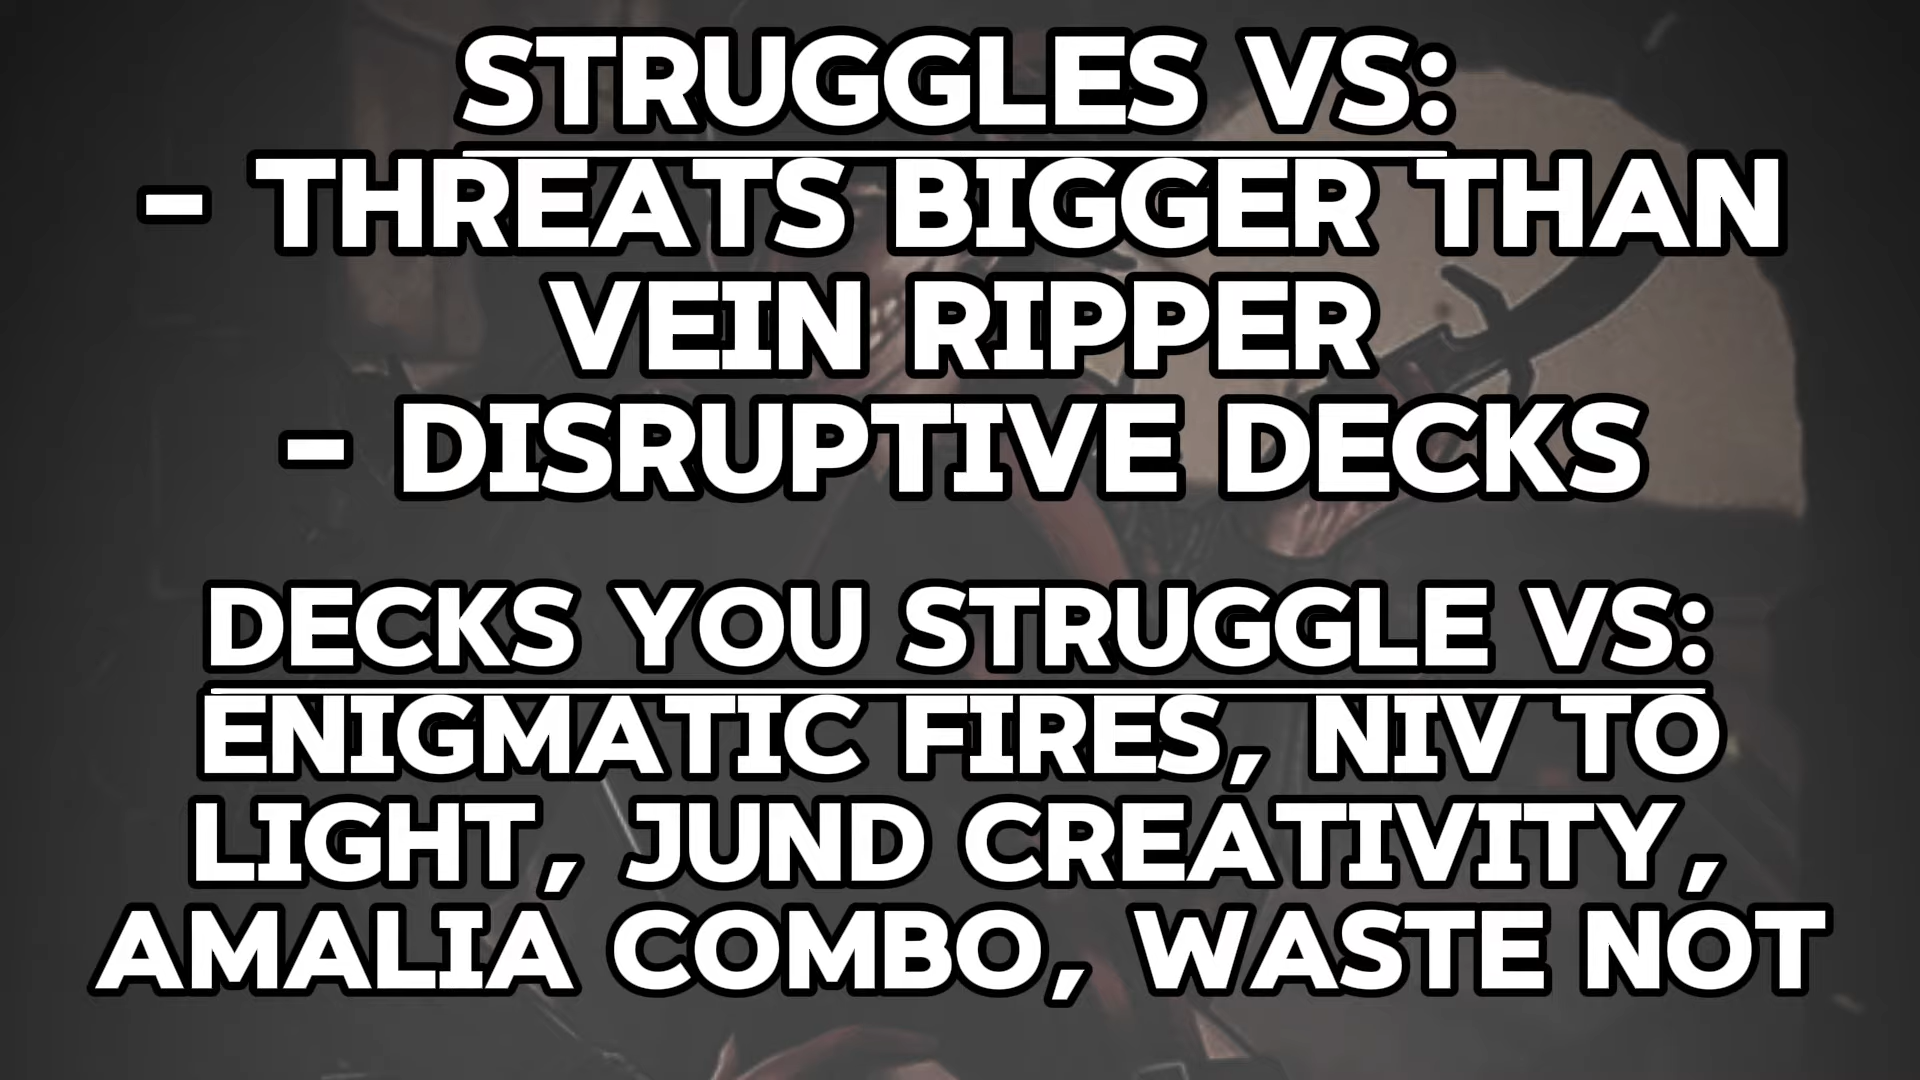 STRUGGLES VS:
- THREATS BIGGER THAN
VEIN RIPPER
- DISRUPTIVE DECKS
DECKS YOU STRUGGLE VS:
ENIGMATIC FIRES, NIV TO
LIGHT, JUND CREATIVITY,
AMALIA COMBO, WASTE NOT